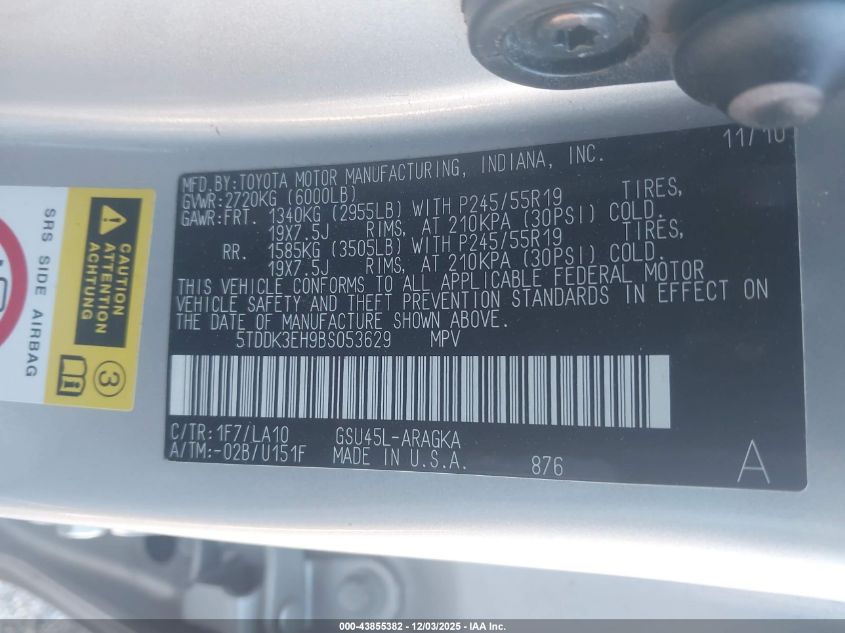 11/10
MFD.BY:TOYOTA MOTOR MANUFACTURING, INDIANA, INC.
GVWR:2720KG (6000LB)
GAWR:FRT. 1340KG (2955LB) WITH P245/55R19 TIRES,
19X7.5J RIMS, AT 210KPA (30PSI) COLD.
RR. 1585KG (3505LB) WITH P245/55R19 TIRES,
19X7.5J RIMS, AT 210KPA (30PSI) COLD.
THIS VEHICLE CONFORMS TO ALL APPLICABLE FEDERAL MOTOR
VEHICLE SAFETY AND THEFT PREVENTION STANDARDS IN EFFECT ON
THE DATE OF MANUFACTURE SHOWN ABOVE.
5TDDK3EH9BS053629 MPV
C/TR:1F7/LA10 GSU45L-ARAGKA
A/TM:-02B/U151F MADE IN U.S.A. 876 A
SRS SIDE AIRBAG
CAUTION
ATTENTION
ACHTUNG
3
000-43855382 - 12/03/2025 - IAA Inc.